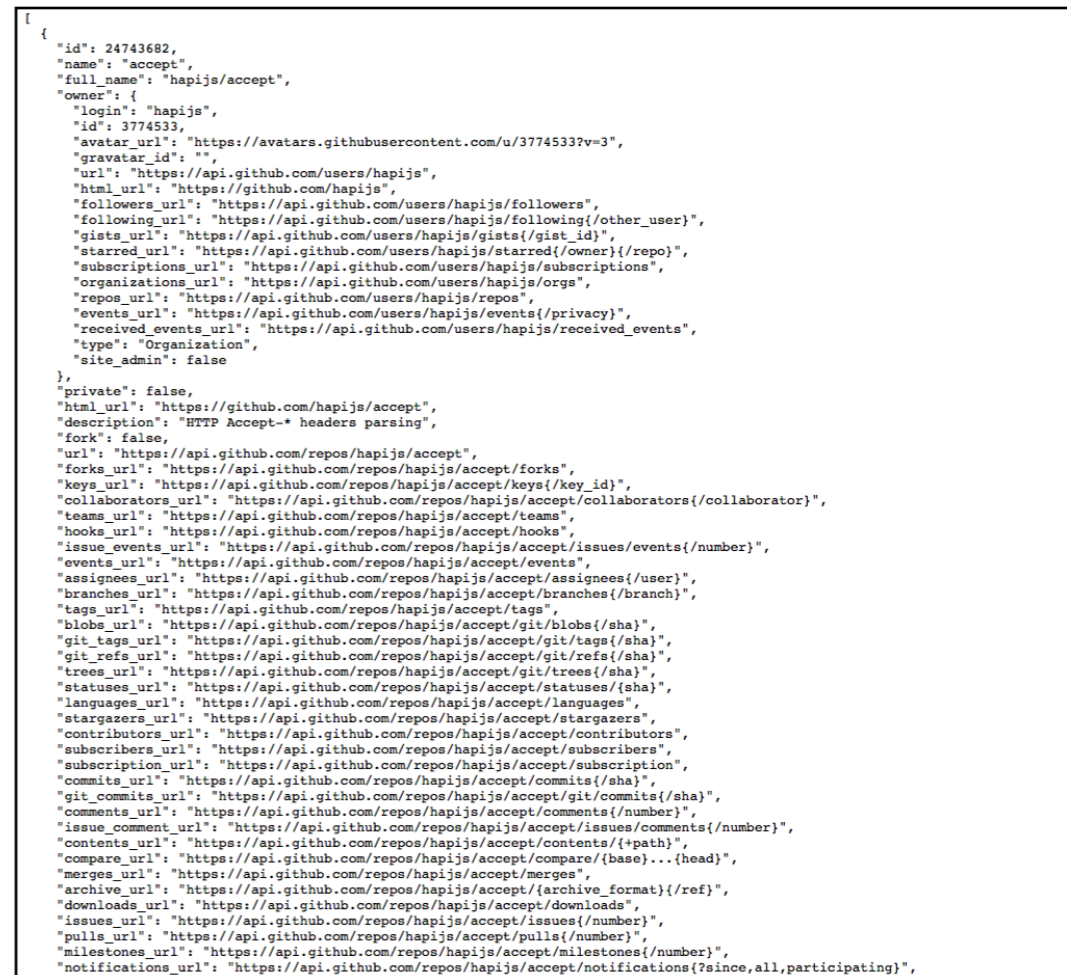 [
  {
    "id": 24743682,
    "name": "accept",
    "full_name": "hapijs/accept",
    "owner": {
      "login": "hapijs",
      "id": 3774533,
      "avatar_url": "https://avatars.githubusercontent.com/u/3774533?v=3",
      "gravatar_id": "",
      "url": "https://api.github.com/users/hapijs",
      "html_url": "https://github.com/hapijs",
      "followers_url": "https://api.github.com/users/hapijs/followers",
      "following_url": "https://api.github.com/users/hapijs/following{/other_user}",
      "gists_url": "https://api.github.com/users/hapijs/gists{/gist_id}",
      "starred_url": "https://api.github.com/users/hapijs/starred{/owner}{/repo}",
      "subscriptions_url": "https://api.github.com/users/hapijs/subscriptions",
      "organizations_url": "https://api.github.com/users/hapijs/orgs",
      "repos_url": "https://api.github.com/users/hapijs/repos",
      "events_url": "https://api.github.com/users/hapijs/events{/privacy}",
      "received_events_url": "https://api.github.com/users/hapijs/received_events",
      "type": "Organization",
      "site_admin": false
    },
    "private": false,
    "html_url": "https://github.com/hapijs/accept",
    "description": "HTTP Accept-* headers parsing",
    "fork": false,
    "url": "https://api.github.com/repos/hapijs/accept",
    "forks_url": "https://api.github.com/repos/hapijs/accept/forks",
    "keys_url": "https://api.github.com/repos/hapijs/accept/keys{/key_id}",
    "collaborators_url": "https://api.github.com/repos/hapijs/accept/collaborators{/collaborator}",
    "teams_url": "https://api.github.com/repos/hapijs/accept/teams",
    "hooks_url": "https://api.github.com/repos/hapijs/accept/hooks",
    "issue_events_url": "https://api.github.com/repos/hapijs/accept/issues/events{/number}",
    "events_url": "https://api.github.com/repos/hapijs/accept/events",
    "assignees_url": "https://api.github.com/repos/hapijs/accept/assignees{/user}",
    "branches_url": "https://api.github.com/repos/hapijs/accept/branches{/branch}",
    "tags_url": "https://api.github.com/repos/hapijs/accept/tags",
    "blobs_url": "https://api.github.com/repos/hapijs/accept/git/blobs{/sha}",
    "git_tags_url": "https://api.github.com/repos/hapijs/accept/git/tags{/sha}",
    "git_refs_url": "https://api.github.com/repos/hapijs/accept/git/refs{/sha}",
    "trees_url": "https://api.github.com/repos/hapijs/accept/git/trees{/sha}",
    "statuses_url": "https://api.github.com/repos/hapijs/accept/statuses/{sha}",
    "languages_url": "https://api.github.com/repos/hapijs/accept/languages",
    "stargazers_url": "https://api.github.com/repos/hapijs/accept/stargazers",
    "contributors_url": "https://api.github.com/repos/hapijs/accept/contributors",
    "subscribers_url": "https://api.github.com/repos/hapijs/accept/subscribers",
    "subscription_url": "https://api.github.com/repos/hapijs/accept/subscription",
    "commits_url": "https://api.github.com/repos/hapijs/accept/commits{/sha}",
    "git_commits_url": "https://api.github.com/repos/hapijs/accept/git/commits{/sha}",
    "comments_url": "https://api.github.com/repos/hapijs/accept/comments{/number}",
    "issue_comment_url": "https://api.github.com/repos/hapijs/accept/issues/comments{/number}",
    "contents_url": "https://api.github.com/repos/hapijs/accept/contents/{+path}",
    "compare_url": "https://api.github.com/repos/hapijs/accept/compare/{base}...{head}",
    "merges_url": "https://api.github.com/repos/hapijs/accept/merges",
    "archive_url": "https://api.github.com/repos/hapijs/accept/{archive_format}{/ref}",
    "downloads_url": "https://api.github.com/repos/hapijs/accept/downloads",
    "issues_url": "https://api.github.com/repos/hapijs/accept/issues{/number}",
    "pulls_url": "https://api.github.com/repos/hapijs/accept/pulls{/number}",
    "milestones_url": "https://api.github.com/repos/hapijs/accept/milestones{/number}",
    "notifications_url": "https://api.github.com/repos/hapijs/accept/notifications{?since,all,participating}",